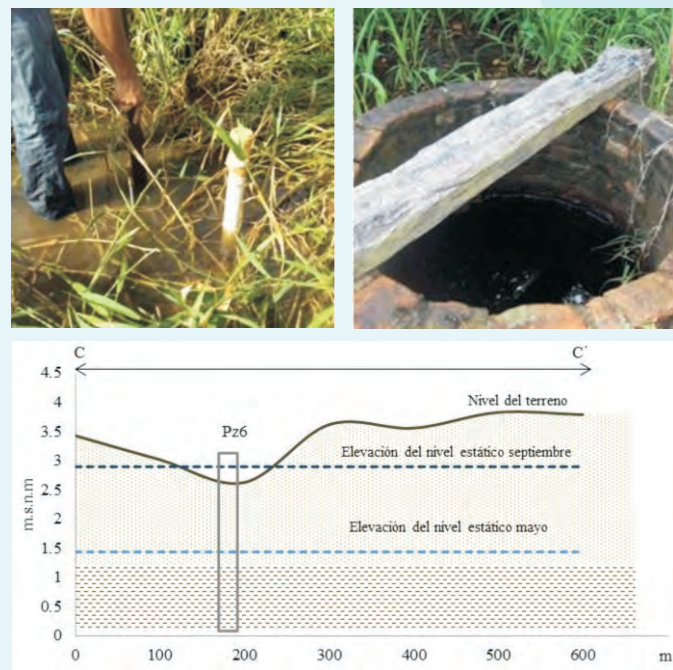 C
C´
4.5
4
3.5
3
2.5
2
1.5
1
0.5
0
m.s.n.m
Nivel del terreno
Pz6
Elevación del nivel estático septiembre
Elevación del nivel estático mayo
0
100
200
300
400
500
600
m